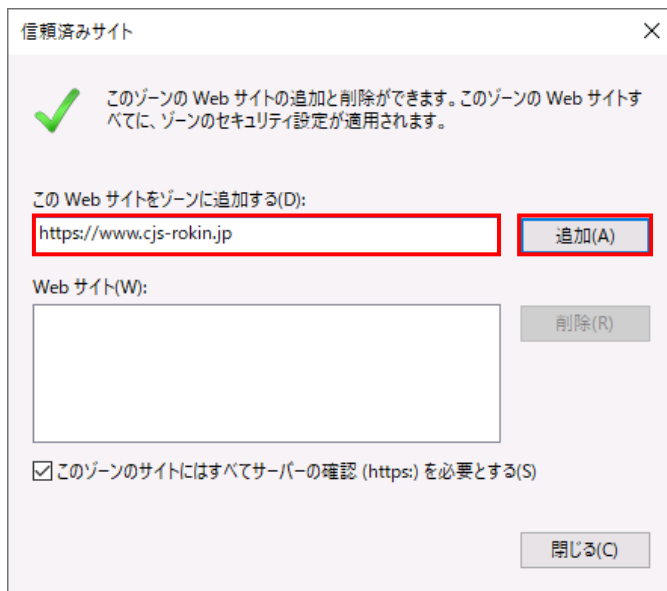 信頼済みサイト
このゾーンの Web サイトの追加と削除ができます。このゾーンの Web サイトす
べてに、ゾーンのセキュリティ設定が適用されます。
この Web サイトをゾーンに追加する(D):
https://www.cjs-rokin.jp
追加(A)
Web サイト(W):
削除(R)
このゾーンのサイトにはすべてサーバーの確認 (https:) を必要とする(S)
閉じる(C)